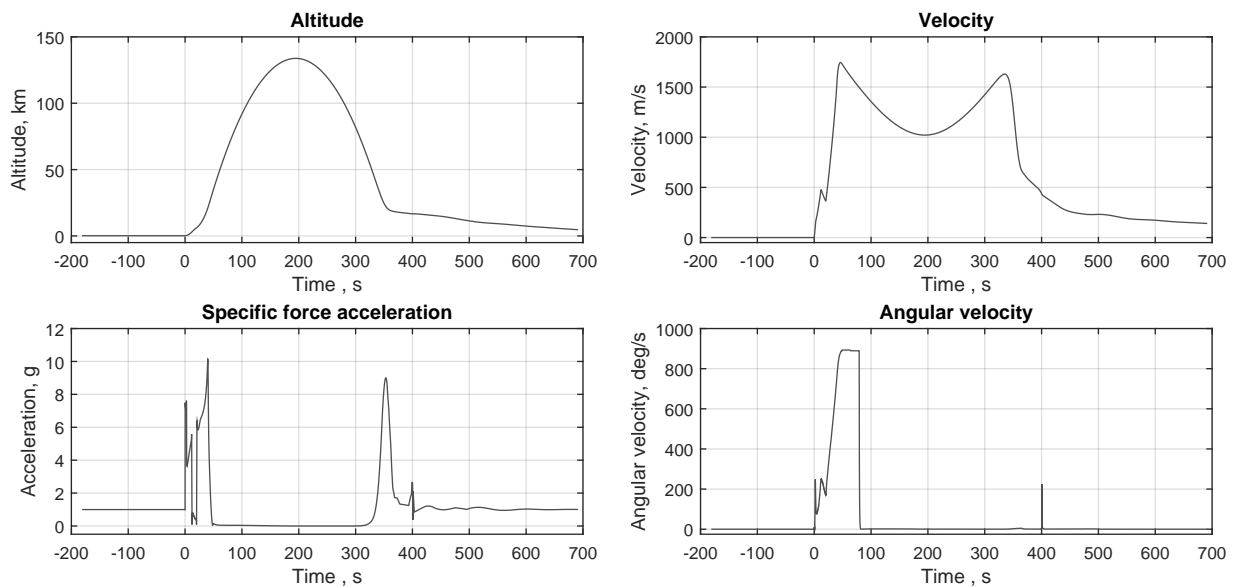 Altitude
150
100
50
0
Altitude, km
-200 -100 0 100 200 300 400 500 600 700
Time , s
Velocity
2000
1500
1000
500
0
Velocity, m/s
-200 -100 0 100 200 300 400 500 600 700
Time , s
Specific force acceleration
12
10
8
6
4
2
0
Acceleration, g
-200 -100 0 100 200 300 400 500 600 700
Time , s
Angular velocity
1000
800
600
400
200
0
Angular velocity, deg/s
-200 -100 0 100 200 300 400 500 600 700
Time , s